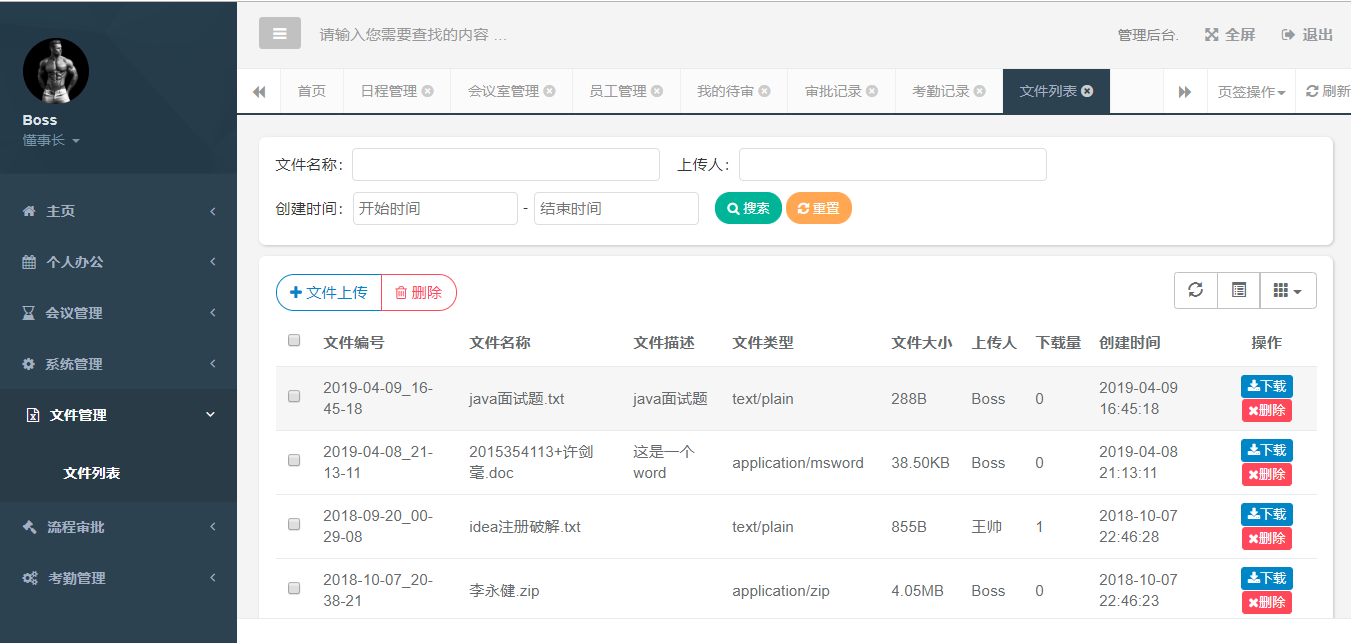 请输入您需要查找的内容 …
管理后台.
全屏
退出
Boss
懂事长
首页
日程管理
会议室管理
员工管理
我的待审
审批记录
考勤记录
文件列表
页签操作
刷新
主页
个人办公
会议管理
系统管理
文件管理
文件列表
流程审批
考勤管理
文件名称：
上传人：
创建时间：
开始时间 - 结束时间
搜索
重置
文件上传
删除
文件编号 文件名称 文件描述 文件类型 文件大小 上传人 下载量 创建时间 操作
2019-04-09_16-
45-18
java面试题.txt
java面试题
text/plain
288B
Boss
0
2019-04-09
16:45:18
下载
删除
2019-04-08_21-
13-11
2015354113+许剑
毫.doc
这是一个
word
application/msword
38.50KB
Boss
0
2019-04-08
21:13:11
下载
删除
2018-09-20_00-
29-08
idea注册破解.txt
text/plain
855B
王帅
1
2018-10-07
22:46:28
下载
删除
2018-10-07_20-
38-21
李永健.zip
application/zip
4.05MB
Boss
0
2018-10-07
22:46:23
下载
删除